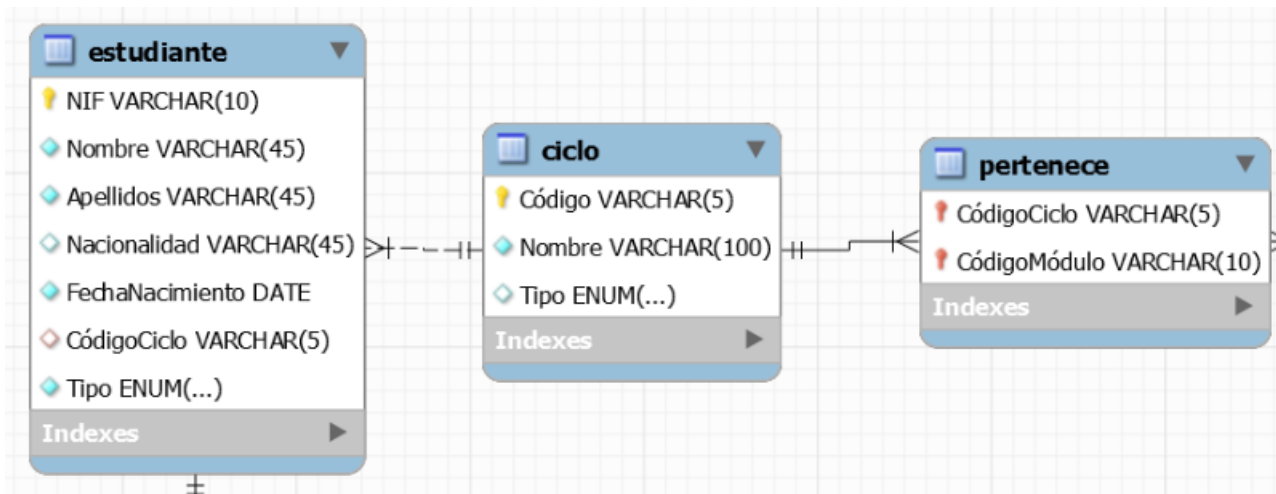 estudiante
NIF VARCHAR(10)
Nombre VARCHAR(45)
Apellidos VARCHAR(45)
Nacionalidad VARCHAR(45)
FechaNacimiento DATE
CódigoCiclo VARCHAR(5)
Tipo ENUM(...)
Indexes
ciclo
Código VARCHAR(5)
Nombre VARCHAR(100)
Tipo ENUM(...)
Indexes
pertenece
CódigoCiclo VARCHAR(5)
CódigoMódulo VARCHAR(10)
Indexes